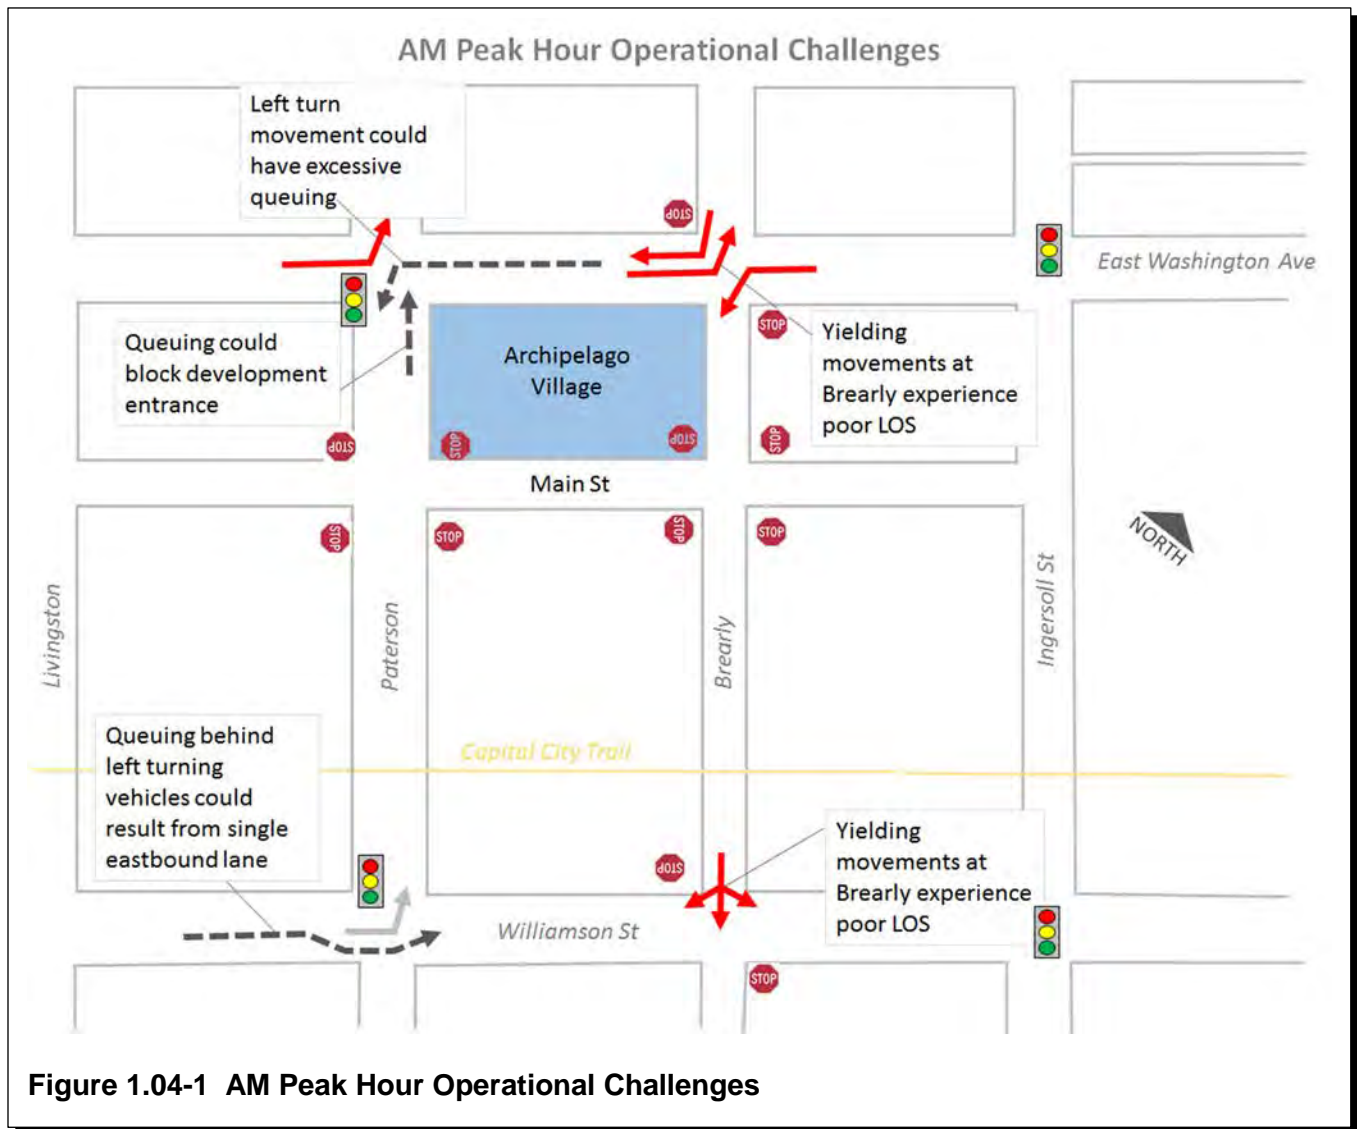 AM Peak Hour Operational Challenges
Left turn
movement could
have excessive
queuing
STOP
East Washington Ave
Queuing could
block development
entrance
Archipelago
Village
STOP
Yielding
movements at
Brearly experience
poor LOS
STOP
STOP
STOP
STOP
Main St
STOP
STOP
STOP
STOP
NORTH
Livingston
Paterson
Brearly
Ingersoll St
Capital City Trail
Queuing behind
left turning
vehicles could
result from single
eastbound lane
Yielding
movements at
Brearly experience
poor LOS
STOP
Williamson St
STOP
Figure 1.04-1 AM Peak Hour Operational Challenges